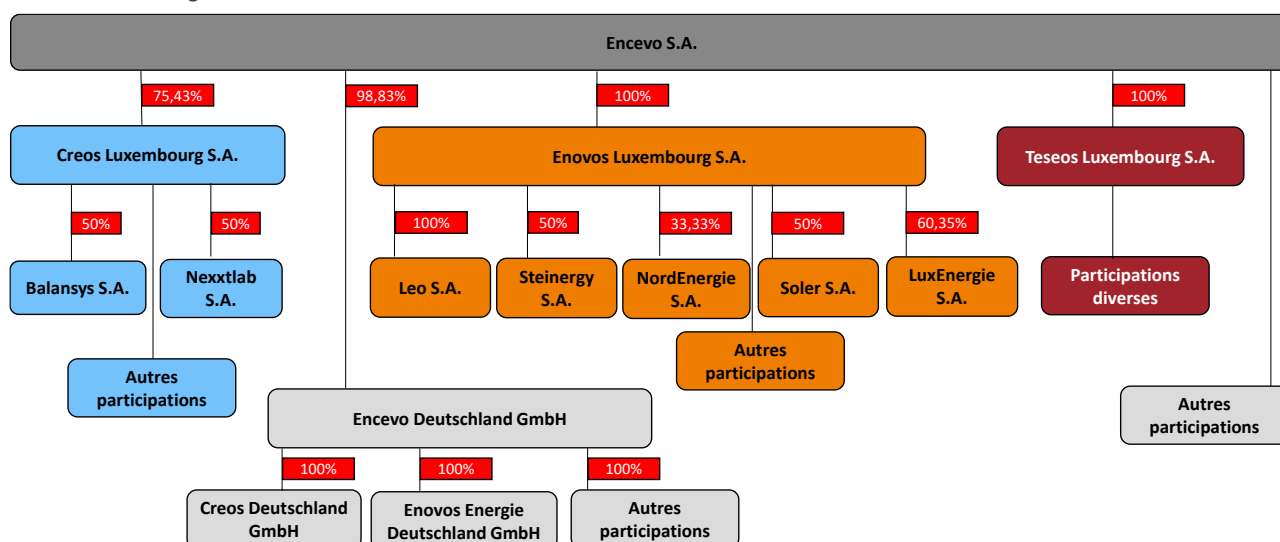 Encevo S.A.
75,43%
98,83%
100%
100%
Creos Luxembourg S.A.
Enovos Luxembourg S.A.
Teseos Luxembourg S.A.
50%
50%
100%
50%
33,33%
50%
60,35%
Balansys S.A.
Nexxtlab
S.A.
Leo S.A.
Steinergy
S.A.
NordEnergie
S.A.
Soler S.A.
LuxEnergie
S.A.
Participations
diverses
Autres
participations
Autres
participations
Encevo Deutschland GmbH
Autres
participations
100%
100%
100%
Creos Deutschland
GmbH
Enovos Energie
Deutschland GmbH
Autres
participations